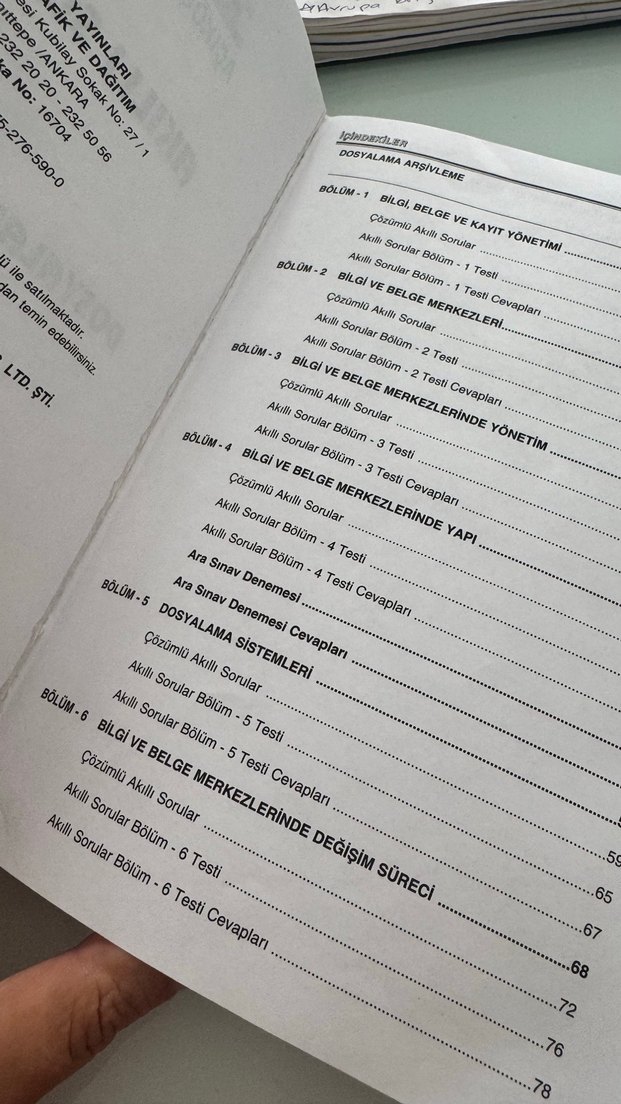 Avrupa
YAYINLARI
AFİK VE DAĞITIM
esi Kubilay Sokak No: 27 / 1
ittepe / ANKARA
232 20 20 - 232 50 56
ka No: 16704
5-276-590-0
lü ile satılmaktadır.
dan temin edebilirsiniz.
LTD. ŞTİ.
İÇİNDEKİLER
DOSYALAMA ARŞİVLEME
BÖLÜM - 1 BİLGİ, BELGE VE KAYIT YÖNETİMİ
Çözümlü Akıllı Sorular
Akıllı Sorular Bölüm - 1 Testi
Akıllı Sorular Bölüm - 1 Testi Cevapları
BÖLÜM - 2 BİLGİ VE BELGE MERKEZLERİ
Çözümlü Akıllı Sorular
Akıllı Sorular Bölüm - 2 Testi
Akıllı Sorular Bölüm - 2 Testi Cevapları
BÖLÜM - 3 BİLGİ VE BELGE MERKEZLERİNDE YÖNETİM
Çözümlü Akıllı Sorular
Akıllı Sorular Bölüm - 3 Testi
Akıllı Sorular Bölüm - 3 Testi Cevapları
BÖLÜM - 4 BİLGİ VE BELGE MERKEZLERİNDE YAPI
Çözümlü Akıllı Sorular
Akıllı Sorular Bölüm - 4 Testi
Akıllı Sorular Bölüm - 4 Testi Cevapları
Ara Sınav Denemesi
Ara Sınav Denemesi Cevapları
BÖLÜM - 5 DOSYALAMA SİSTEMLERİ
Çözümlü Akıllı Sorular 59
Akıllı Sorular Bölüm - 5 Testi 65
Akıllı Sorular Bölüm - 5 Testi Cevapları 67
BÖLÜM - 6 BİLGİ VE BELGE MERKEZLERİNDE DEĞİŞİM SÜRECİ 68
Çözümlü Akıllı Sorular 72
Akıllı Sorular Bölüm - 6 Testi 76
Akıllı Sorular Bölüm - 6 Testi Cevapları 78